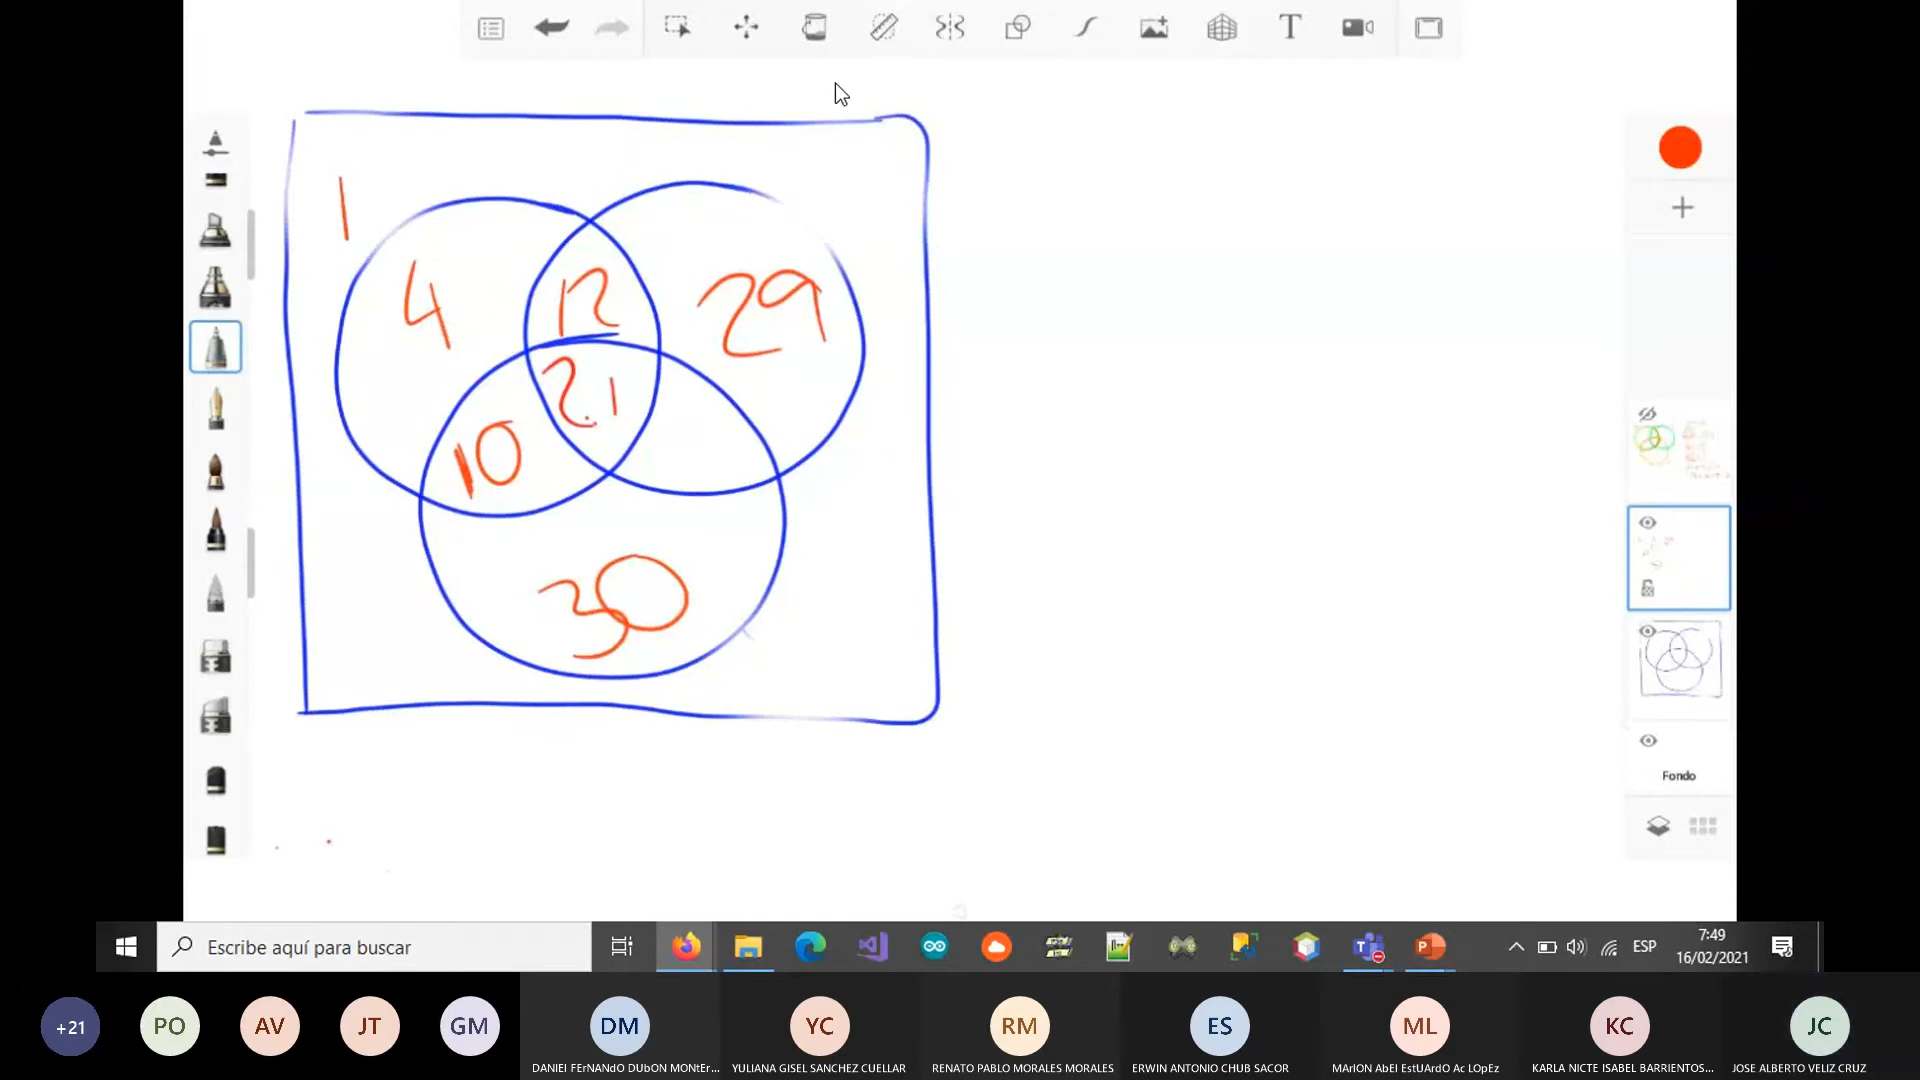 1
4
12
29
2.1
10
30
Fondo
Escribe aquí para buscar
ESP
7:49
16/02/2021
+21
PO
AV
JT
GM
DM
YC
RM
ES
ML
KC
JC
DANIEL FErNANdO DUbON MONtEr...
YULIANA GISEL SANCHEZ CUELLAR
RENATO PABLO MORALES MORALES
ERWIN ANTONIO CHUB SACOR
MArION AbEl EstUArdO Ac LOpEz
KARLA NICTE ISABEL BARRIENTOS...
JOSE ALBERTO VELIZ CRUZ